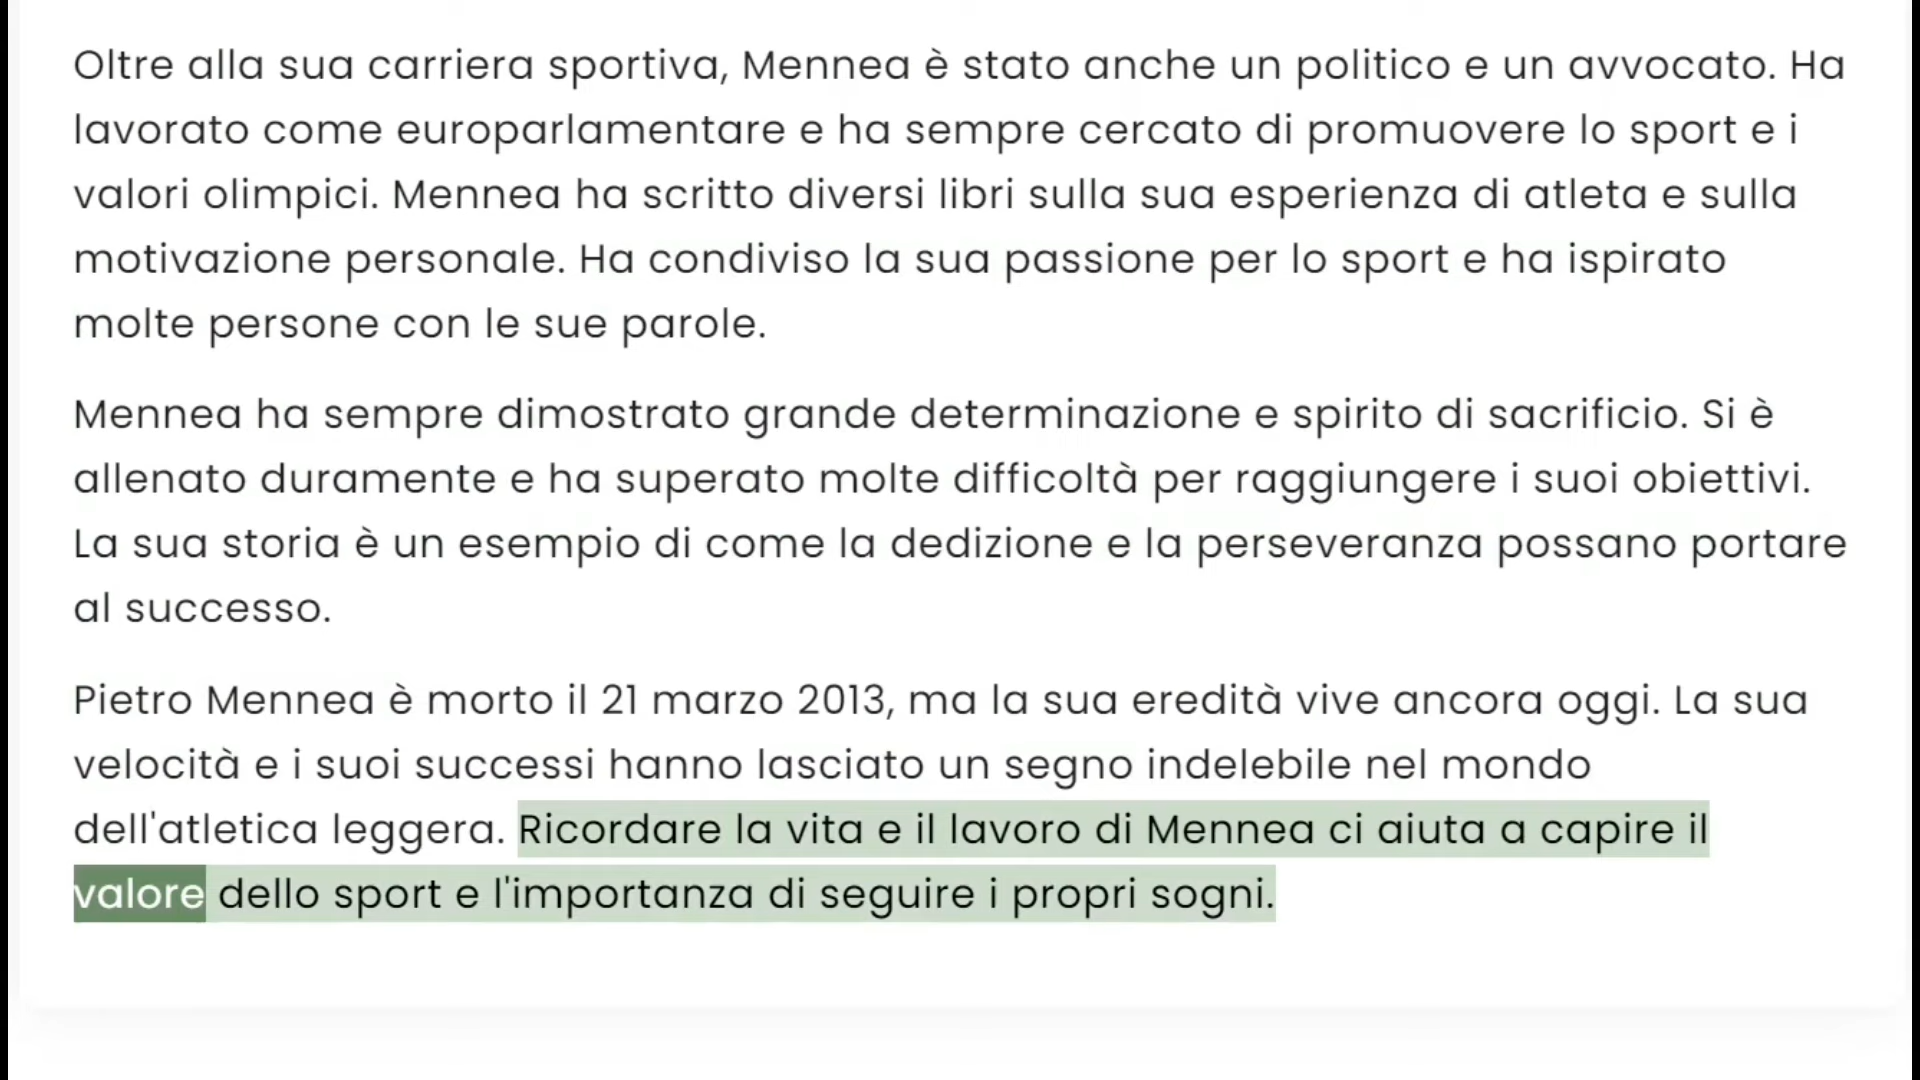 Oltre alla sua carriera sportiva, Mennea è stato anche un politico e un avvocato. Ha
lavorato come europarlamentare e ha sempre cercato di promuovere lo sport e i
valori olimpici. Mennea ha scritto diversi libri sulla sua esperienza di atleta e sulla
motivazione personale. Ha condiviso la sua passione per lo sport e ha ispirato
molte persone con le sue parole.
Mennea ha sempre dimostrato grande determinazione e spirito di sacrificio. Si è
allenato duramente e ha superato molte difficoltà per raggiungere i suoi obiettivi.
La sua storia è un esempio di come la dedizione e la perseveranza possano portare
al successo.
Pietro Mennea è morto il 21 marzo 2013, ma la sua eredità vive ancora oggi. La sua
velocità e i suoi successi hanno lasciato un segno indelebile nel mondo
dell'atletica leggera. Ricordare la vita e il lavoro di Mennea ci aiuta a capire il
valore dello sport e l'importanza di seguire i propri sogni.